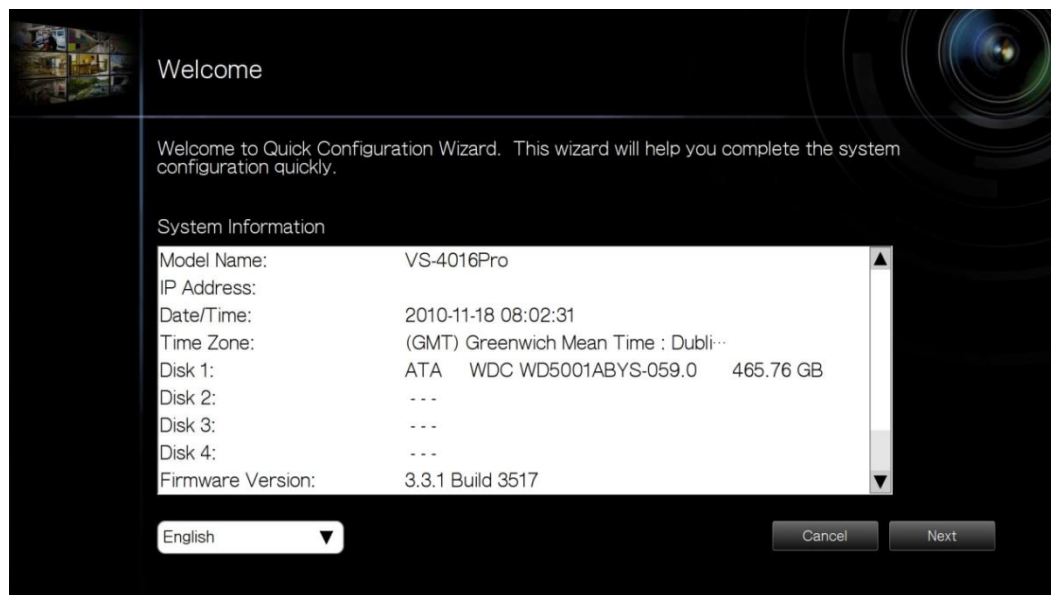 Welcome
Welcome to Quick Configuration Wizard. This wizard will help you complete the system
configuration quickly.
System Information
Model Name: VS-4016Pro
IP Address:
Date/Time: 2010-11-18 08:02:31
Time Zone: (GMT) Greenwich Mean Time : Dubli···
Disk 1: ATA WDC WD5001ABYS-059.0 465.76 GB
Disk 2: - - -
Disk 3: - - -
Disk 4: - - -
Firmware Version: 3.3.1 Build 3517
English ▼ Cancel Next